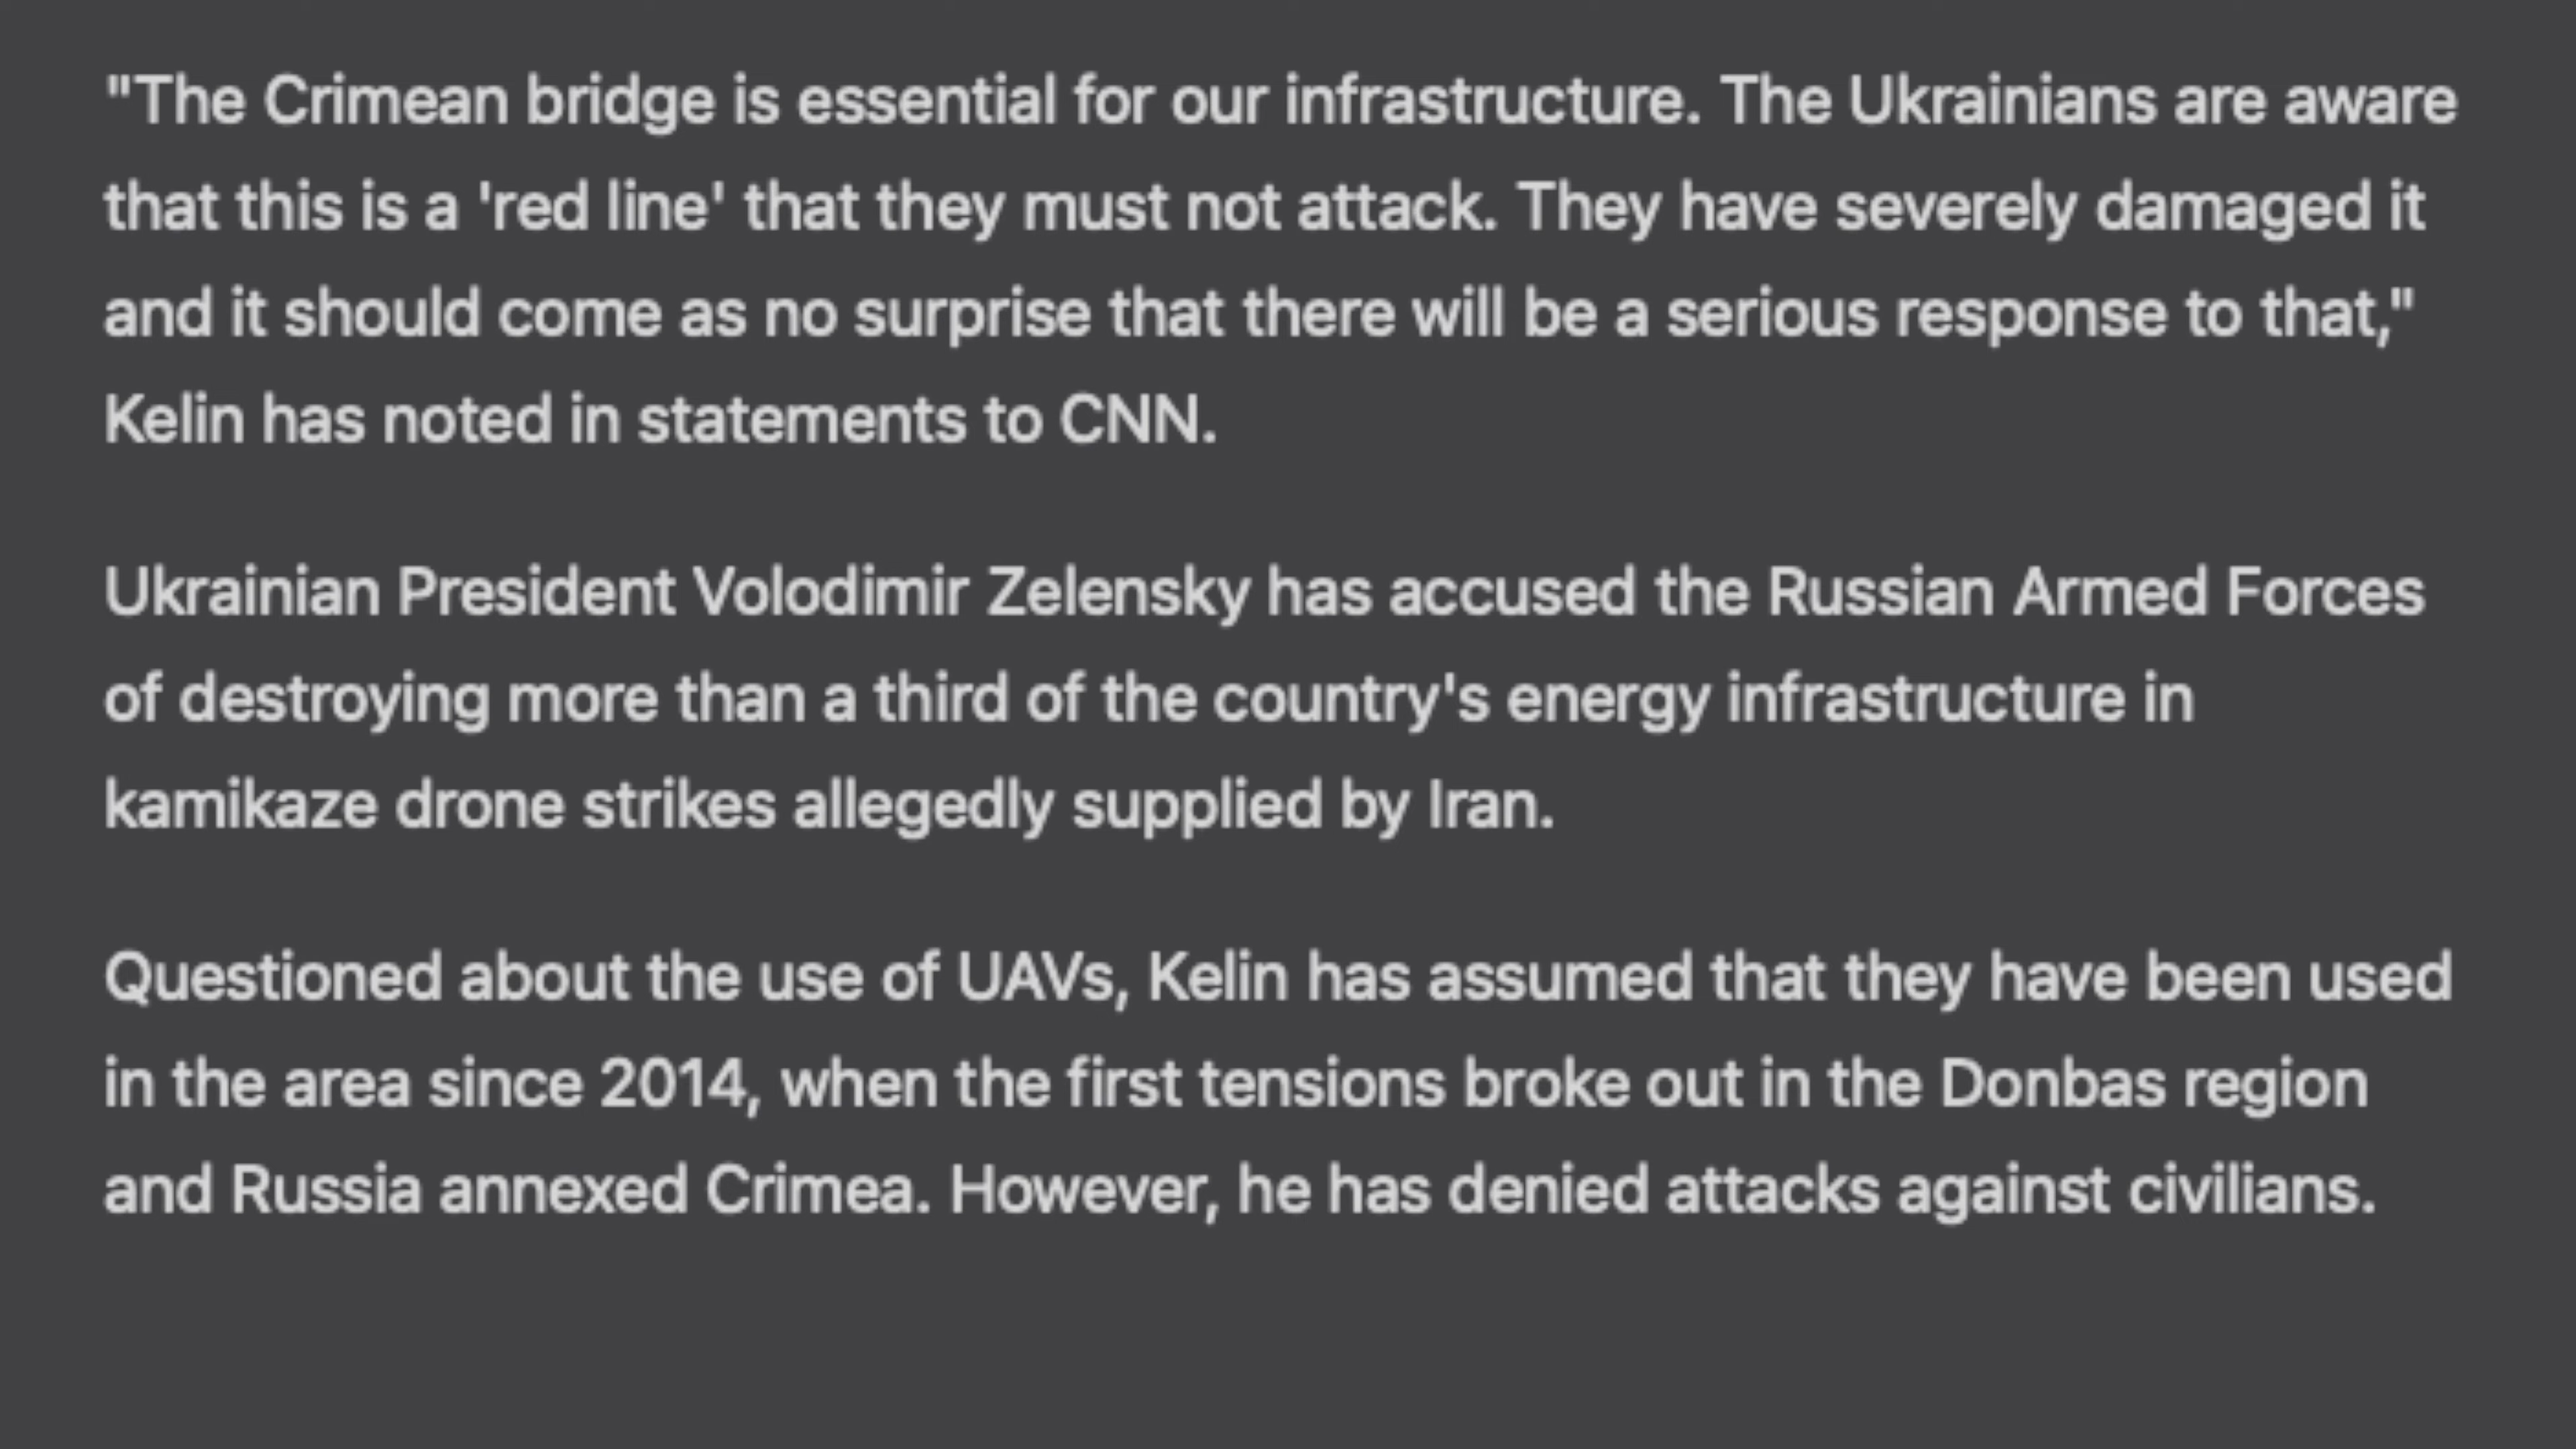 "The Crimean bridge is essential for our infrastructure. The Ukrainians are aware
that this is a 'red line' that they must not attack. They have severely damaged it
and it should come as no surprise that there will be a serious response to that,"
Kelin has noted in statements to CNN.
Ukrainian President Volodimir Zelensky has accused the Russian Armed Forces
of destroying more than a third of the country's energy infrastructure in
kamikaze drone strikes allegedly supplied by Iran.
Questioned about the use of UAVs, Kelin has assumed that they have been used
in the area since 2014, when the first tensions broke out in the Donbas region
and Russia annexed Crimea. However, he has denied attacks against civilians.